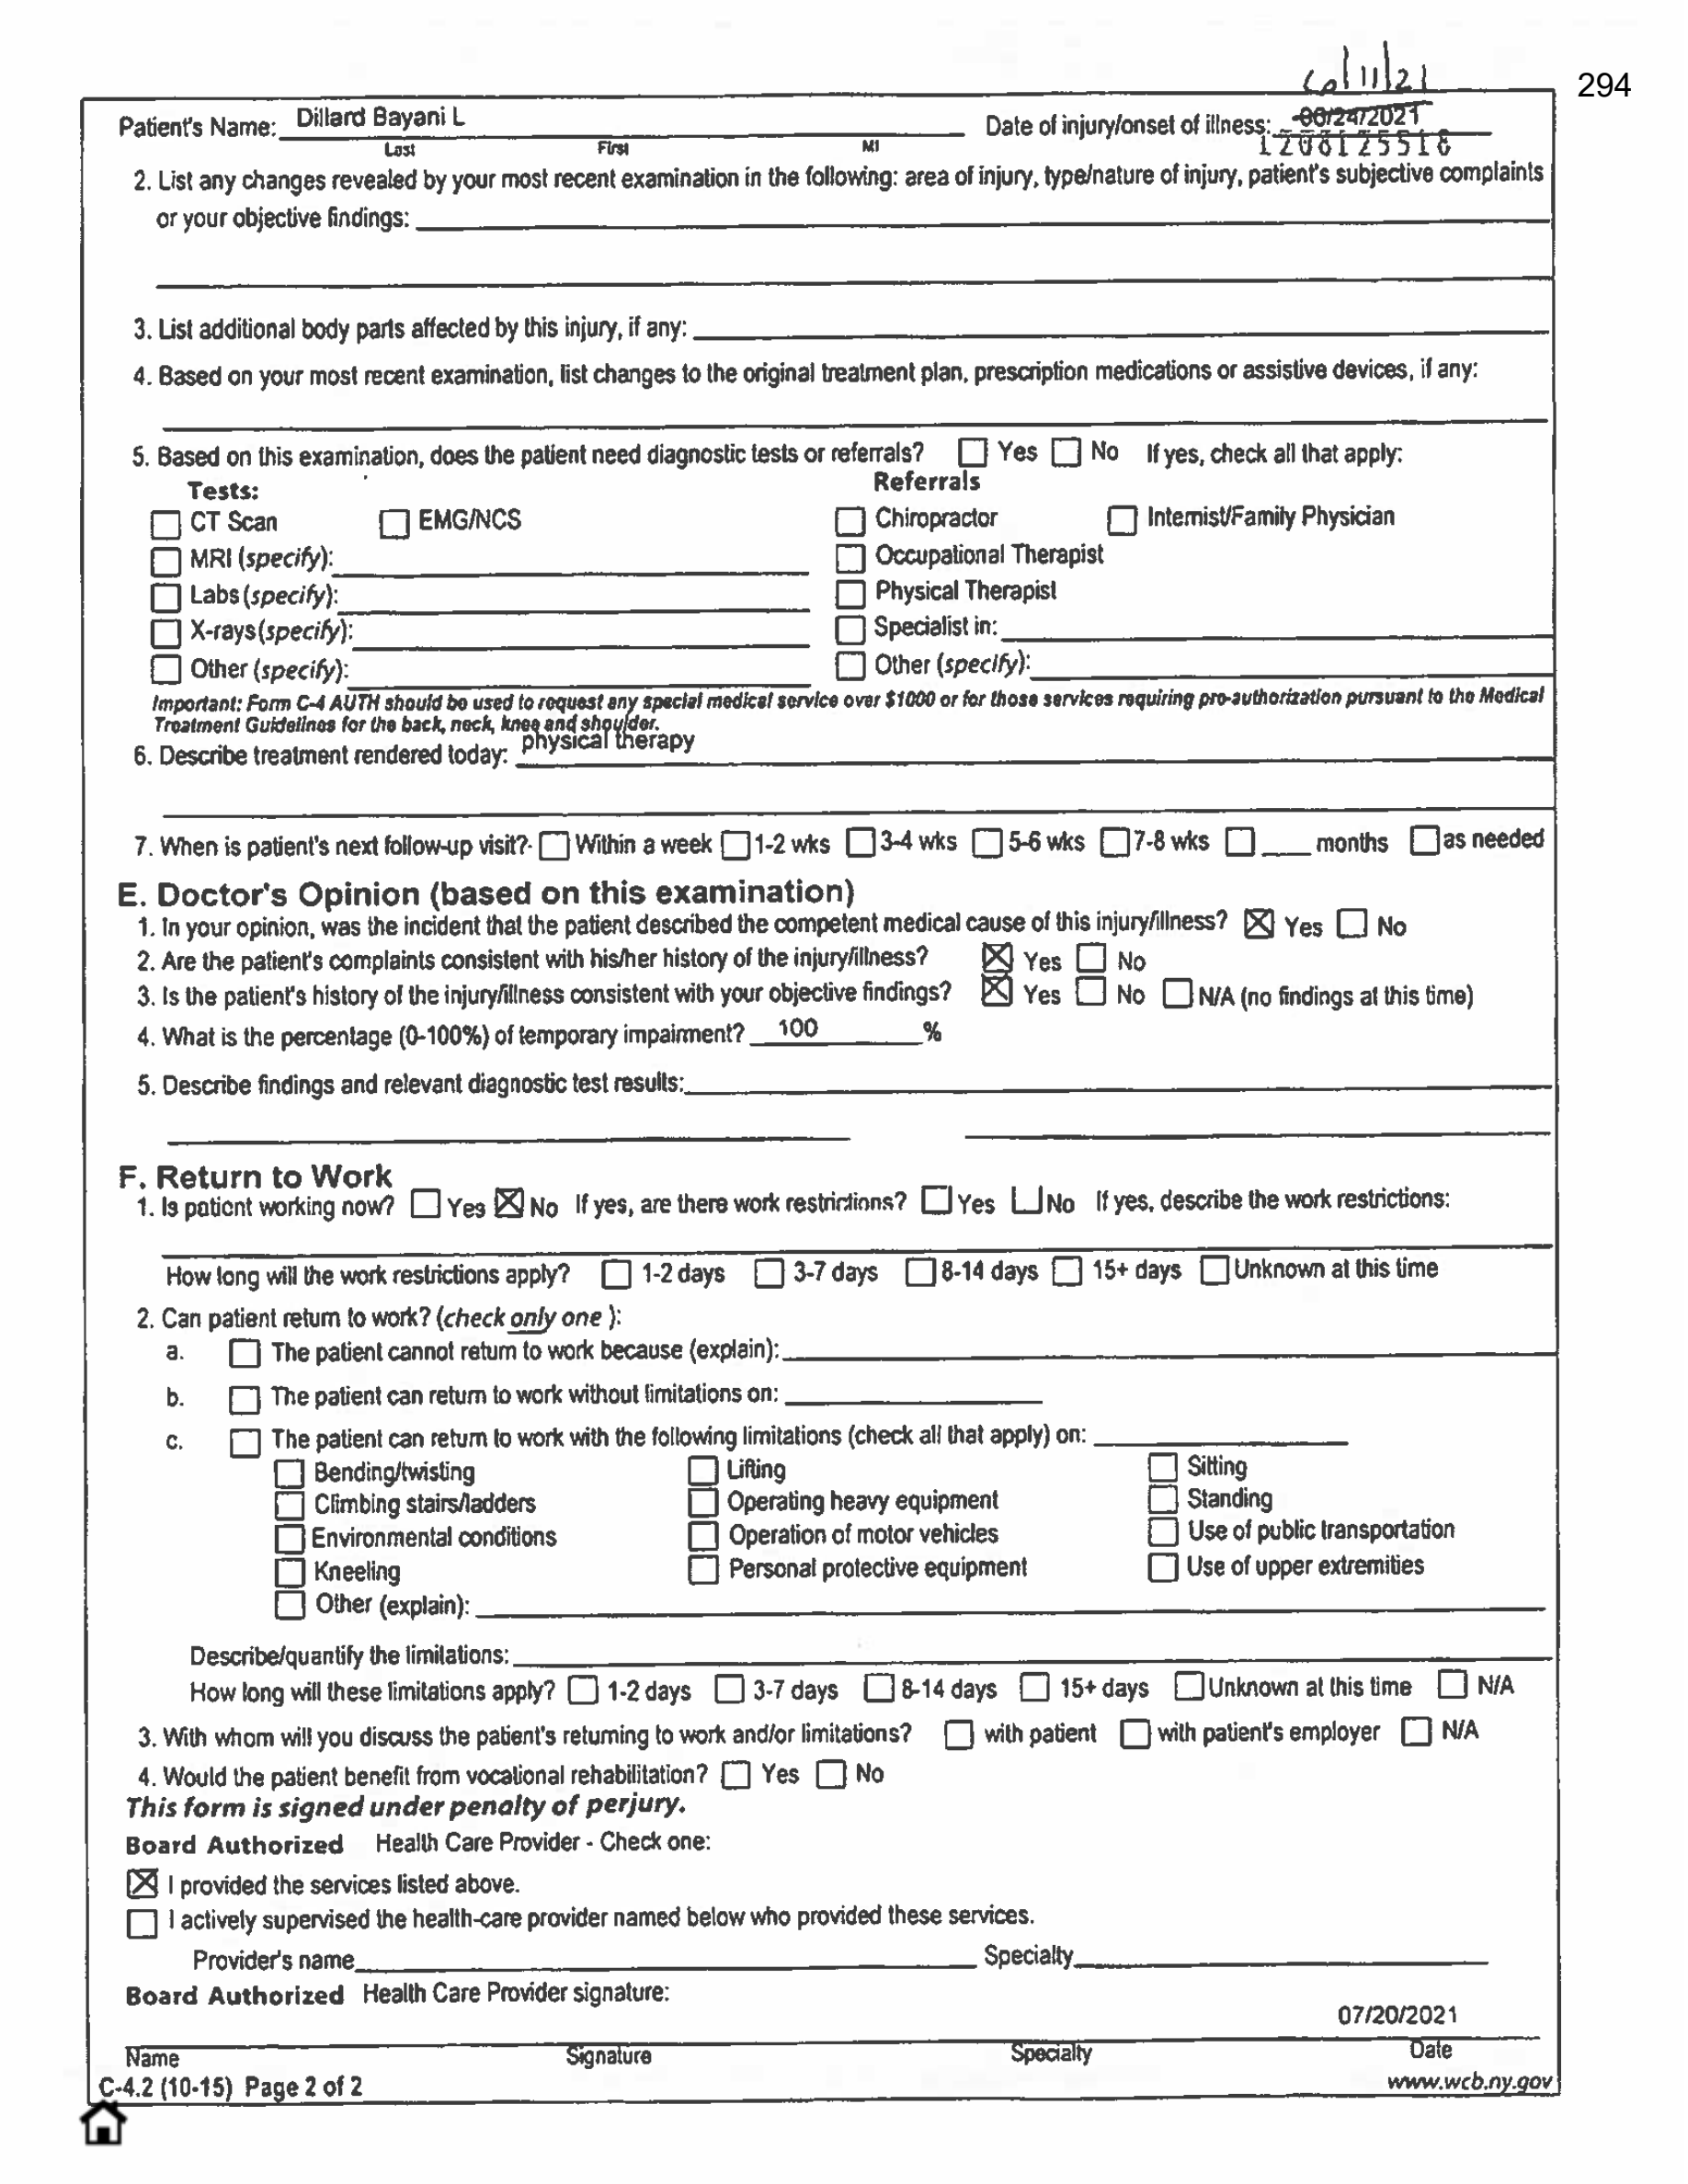 294
6/11/21
Patient's Name: Dillard Bayani L Date of injury/onset of illness:
Last First MI
2. List any changes revealed by your most recent examination in the following: area of injury, type/nature of injury, patient's subjective complaints
or your objective findings:
3. List additional body parts affected by this injury, if any:
4. Based on your most recent examination, list changes to the original treatment plan, prescription medications or assistive devices, if any:
5. Based on this examination, does the patient need diagnostic tests or referrals? Yes No If yes, check all that apply:
Tests: Referrals
CT Scan EMG/NCS Chiropractor Internist/Family Physician
MRI (specify): Occupational Therapist
Labs (specify): Physical Therapist
X-rays (specify): Specialist in:
Other (specify): Other (specify):
Important: Form C-4 AUTH should be used to request any special medical service over $1000 or for those services requiring pre-authorization pursuant to the Medical
Treatment Guidelines for the back, neck, knee and shoulder.
6. Describe treatment rendered today: physical therapy
7. When is patient's next follow-up visit?- Within a week 1-2 wks 3-4 wks 5-6 wks 7-8 wks ___ months as needed
E. Doctor's Opinion (based on this examination)
1. In your opinion, was the incident that the patient described the competent medical cause of this injury/illness? Yes No
2. Are the patient's complaints consistent with his/her history of the injury/illness? Yes No
3. Is the patient's history of the injury/illness consistent with your objective findings? Yes No N/A (no findings at this time)
4. What is the percentage (0-100%) of temporary impairment? 100 %
5. Describe findings and relevant diagnostic test results:
F. Return to Work
1. Is patient working now? Yes No If yes, are there work restrictions? Yes No If yes, describe the work restrictions:
How long will the work restrictions apply? 1-2 days 3-7 days 8-14 days 15+ days Unknown at this time
2. Can patient return to work? (check only one ):
a. The patient cannot return to work because (explain):
b. The patient can return to work without limitations on:
c. The patient can return to work with the following limitations (check all that apply) on:
Bending/twisting Lifting Sitting
Climbing stairs/ladders Operating heavy equipment Standing
Environmental conditions Operation of motor vehicles Use of public transportation
Kneeling Personal protective equipment Use of upper extremities
Other (explain):
Describe/quantify the limitations:
How long will these limitations apply? 1-2 days 3-7 days 8-14 days 15+ days Unknown at this time N/A
3. With whom will you discuss the patient's returning to work and/or limitations? with patient with patient's employer N/A
4. Would the patient benefit from vocational rehabilitation? Yes No
This form is signed under penalty of perjury.
Board Authorized Health Care Provider - Check one:
I provided the services listed above.
I actively supervised the health-care provider named below who provided these services.
Provider's name Specialty
Board Authorized Health Care Provider signature:
07/20/2021
Name Signature Specialty Date
C-4.2 (10-15) Page 2 of 2 www.wcb.ny.gov